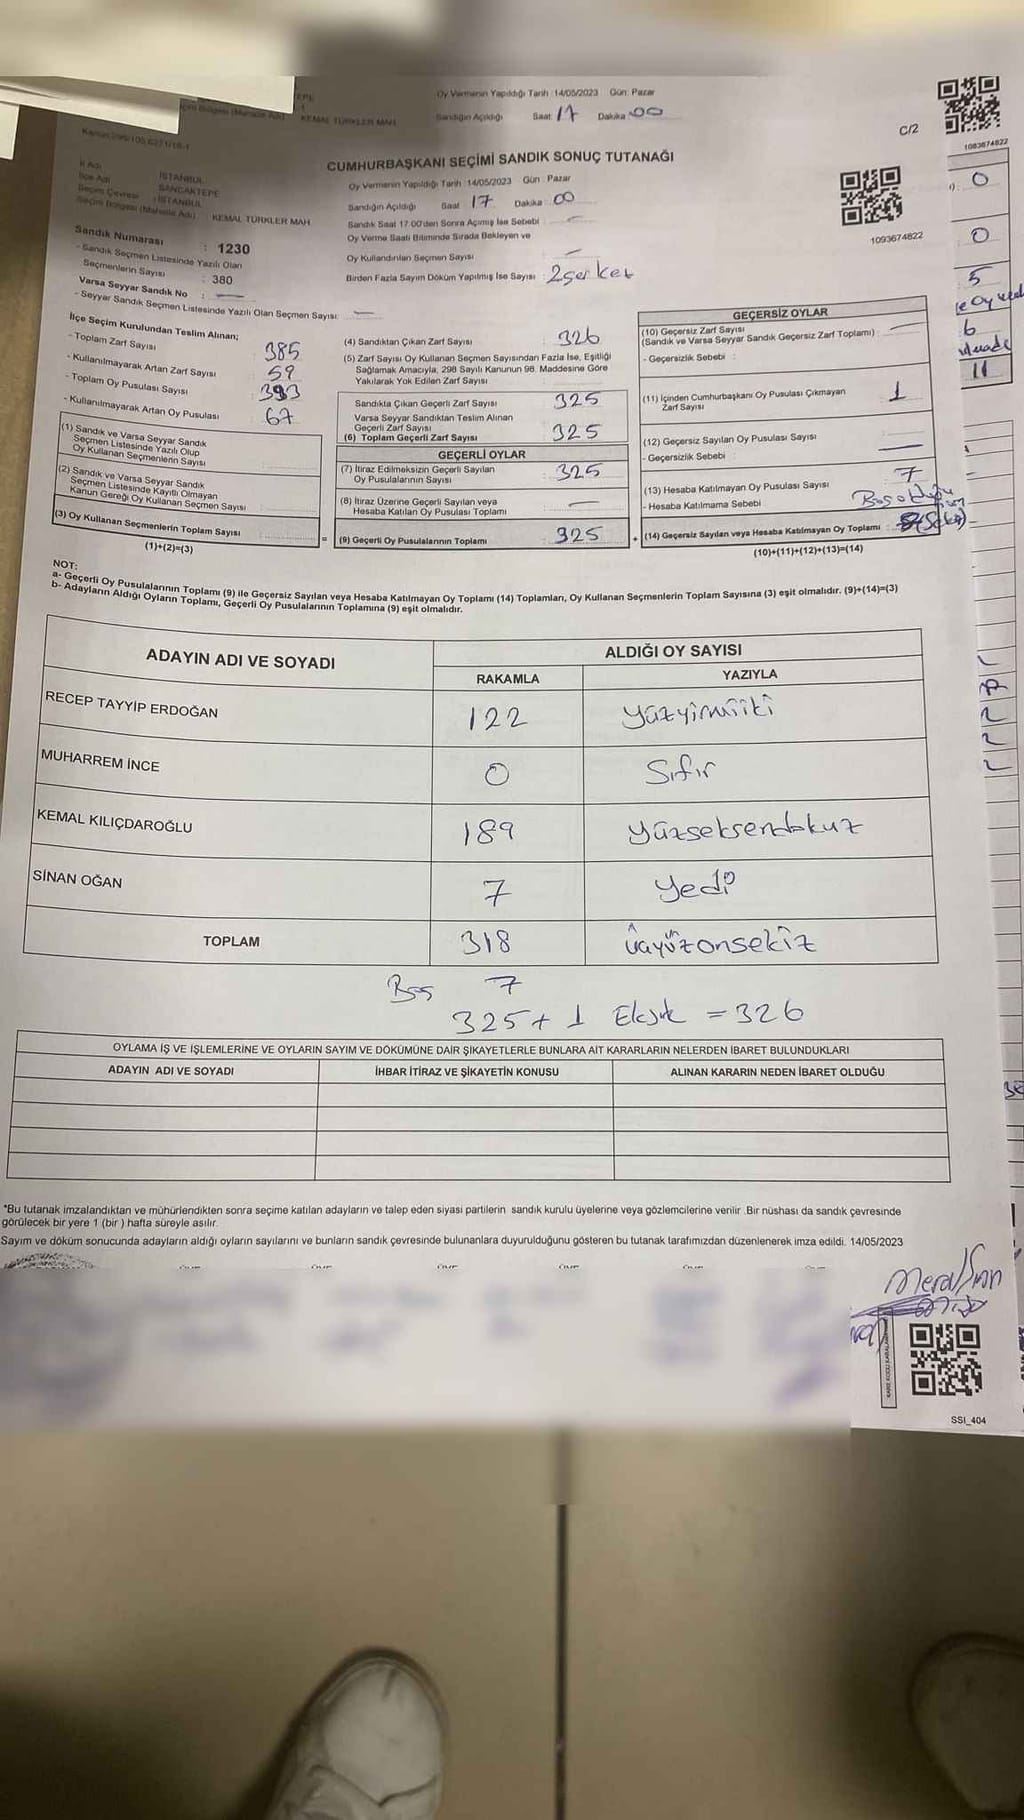 Oy Vermenin Yapıldığı Tarih :14/05/2023 Gün: Pazar
KEMAL TÜRKLER MAH.
Sandığın Açıldığı Saat 17 Dakika 00
C/2
1083674822
CUMHURBAŞKANI SEÇİMİ SANDIK SONUÇ TUTANAĞI
İl Adı : İSTANBUL
İlçe Adı : SANCAKTEPE
Seçim Çevresi : İSTANBUL
Seçim Bölgesi (Mahalle Adı) : KEMAL TÜRKLER MAH.
Sandık Numarası : 1230
- Sandık Seçmen Listesinde Yazılı Olan
Seçmenlerin Sayısı : 380
Varsa Seyyar Sandık No :
- Seyyar Sandık Seçmen Listesinde Yazılı Olan Seçmen Sayısı:
Oy Vermenin Yapıldığı Tarih :14/05/2023 Gün : Pazar
Sandığın Açıldığı Saat 17 Dakika : 00
Sandık Saat 17:00'den Sonra Açılmış İse Sebebi :
Oy Verme Saati Bitiminde Sırada Bekleyen ve
Oy Kullandırılan Seçmen Sayısı
Birden Fazla Sayım Döküm Yapılmış İse Sayısı : 2şer kez
1093674822
0
0
5
6
11
İlçe Seçim Kurulundan Teslim Alınan;
- Toplam Zarf Sayısı 385
- Kullanılmayarak Artan Zarf Sayısı 59
- Toplam Oy Pusulası Sayısı 393
- Kullanılmayarak Artan Oy Pusulası 67
(1) Sandık ve Varsa Seyyar Sandık
Seçmen Listesinde Yazılı Olup
Oy Kullanan Seçmenlerin Sayısı
(2) Sandık ve Varsa Seyyar Sandık
Seçmen Listesinde Kayıtlı Olmayan
Kanun Gereği Oy Kullanan Seçmen Sayısı
(3) Oy Kullanan Seçmenlerin Toplam Sayısı
(1)+(2)=(3)
(4) Sandıktan Çıkan Zarf Sayısı 326
(5) Zarf Sayısı Oy Kullanan Seçmen Sayısından Fazla İse, Eşitliği
Sağlamak Amacıyla, 298 Sayılı Kanunun 98. Maddesine Göre
Yakılarak Yok Edilen Zarf Sayısı
Sandıkta Çıkan Geçerli Zarf Sayısı 325
Varsa Seyyar Sandıktan Teslim Alınan
Geçerli Zarf Sayısı
(6) Toplam Geçerli Zarf Sayısı 325
GEÇERLİ OYLAR
(7) İtiraz Edilmeksizin Geçerli Sayılan
Oy Pusulalarının Sayısı 325
(8) İtiraz Üzerine Geçerli Sayılan veya
Hesaba Katılan Oy Pusulası Toplamı
= (9) Geçerli Oy Pusulalarının Toplamı 325 +
GEÇERSİZ OYLAR
(10) Geçersiz Zarf Sayısı
(Sandık ve Varsa Seyyar Sandık Geçersiz Zarf Toplamı) :
- Geçersizlik Sebebi :
(11) İçinden Cumhurbaşkanı Oy Pusulası Çıkmayan
Zarf Sayısı 1
(12) Geçersiz Sayılan Oy Pusulası Sayısı
- Geçersizlik Sebebi :
(13) Hesaba Katılmayan Oy Pusulası Sayısı 7
- Hesaba Katılmama Sebebi Boş olduğu
(14) Geçersiz Sayılan veya Hesaba Katılmayan Oy Toplamı 8 (Sekiz)
(10)+(11)+(12)+(13)=(14)
NOT:
a- Geçerli Oy Pusulalarının Toplamı (9) ile Geçersiz Sayılan veya Hesaba Katılmayan Oy Toplamı (14) Toplamları, Oy Kullanan Seçmenlerin Toplam Sayısına (3) eşit olmalıdır. (9)+(14)=(3)
b- Adayların Aldığı Oyların Toplamı, Geçerli Oy Pusulalarının Toplamına (9) eşit olmalıdır.
ADAYIN ADI VE SOYADI
ALDIĞI OY SAYISI
RAKAMLA YAZIYLA
RECEP TAYYİP ERDOĞAN 122 yüzyirmiiki
MUHARREM İNCE 0 Sıfır
KEMAL KILIÇDAROĞLU 189 yüzseksendokuz
SİNAN OĞAN 7 yedi
TOPLAM 318 üçyüzonsekiz
Boş 7
325 + 1 Eksik = 326
OYLAMA İŞ VE İŞLEMLERİNE VE OYLARIN SAYIM VE DÖKÜMÜNE DAİR ŞİKAYETLERLE BUNLARA AİT KARARLARIN NELERDEN İBARET BULUNDUKLARI
ADAYIN ADI VE SOYADI İHBAR İTİRAZ VE ŞİKAYETİN KONUSU ALINAN KARARIN NEDEN İBARET OLDUĞU
*Bu tutanak imzalandıktan ve mühürlendikten sonra seçime katılan adayların ve talep eden siyasi partilerin sandık kurulu üyelerine veya gözlemcilerine verilir .Bir nüshası da sandık çevresinde
görülecek bir yere 1 (bir ) hafta süreyle asılır.
Sayım ve döküm sonucunda adayların aldığı oyların sayılarını ve bunların sandık çevresinde bulunanlara duyurulduğunu gösteren bu tutanak tarafımızdan düzenlenerek imza edildi. 14/05/2023
SSI_404